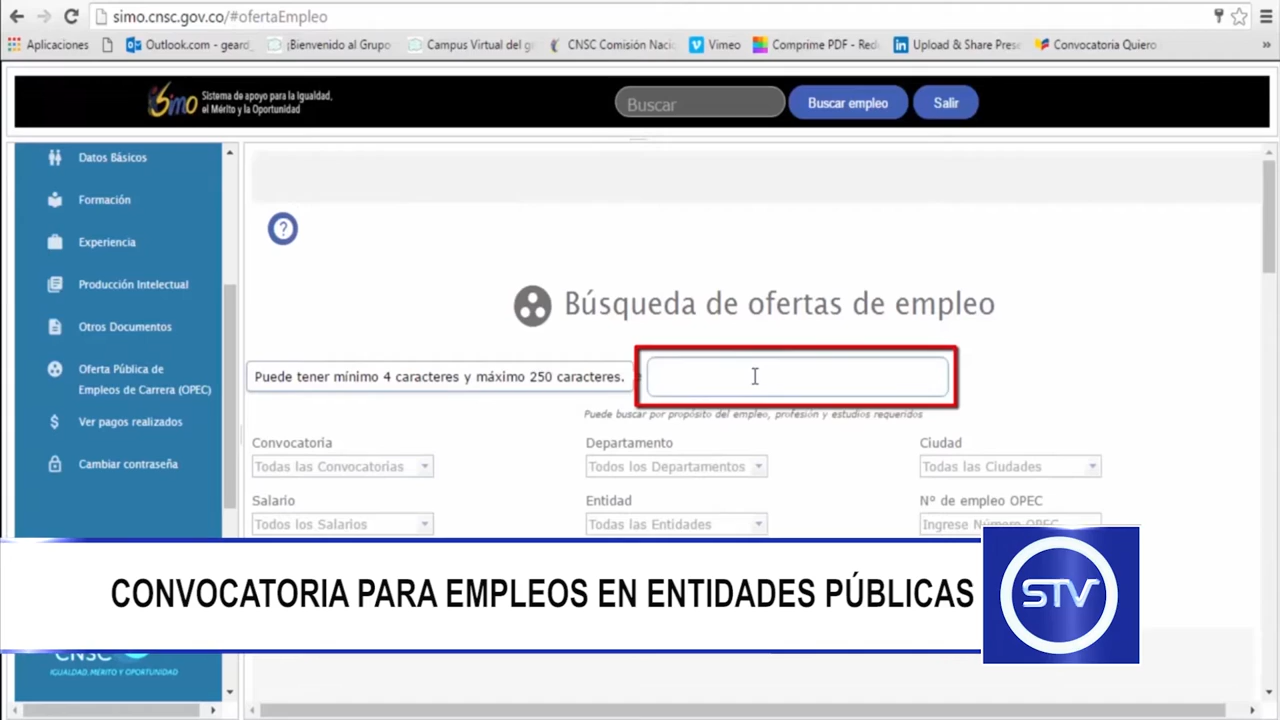 simo.cnsc.gov.co/#ofertaEmpleo
Aplicaciones
Outlook.com - geard
¡Bienvenido al Grupo
Campus Virtual del g
CNSC Comisión Naci
Vimeo
Comprime PDF - Red
Upload & Share Prese
Convocatoria Quiero
»
Simo
Sistema de apoyo para la Igualdad,
el Mérito y la Oportunidad
Buscar
Buscar empleo
Salir
Datos Básicos
Formación
Experiencia
Producción Intelectual
Otros Documentos
Oferta Pública de
Empleos de Carrera (OPEC)
Ver pagos realizados
Cambiar contraseña
?
Búsqueda de ofertas de empleo
Puede tener mínimo 4 caracteres y máximo 250 caracteres.
Puede buscar por propósito del empleo, profesión y estudios requeridos
Convocatoria
Departamento
Ciudad
Todas las Convocatorias
Todos los Departamentos
Todas las Ciudades
Salario
Entidad
Nº de empleo OPEC
Todos los Salarios
Todas las Entidades
Ingrese Número OPEC
CONVOCATORIA PARA EMPLEOS EN ENTIDADES PÚBLICAS
STV
CNSC
IGUALDAD, MÉRITO Y OPORTUNIDAD